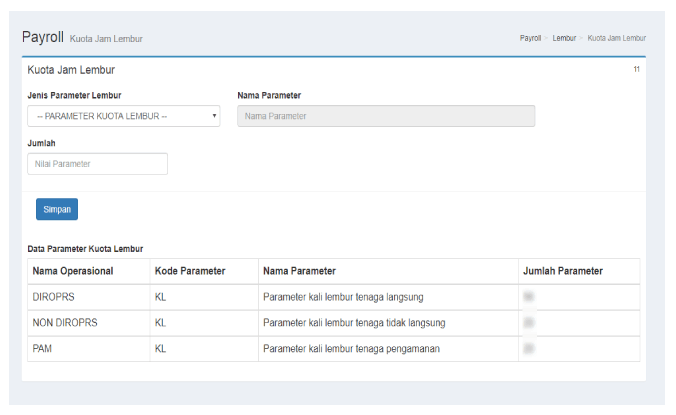 Payroll Kuota Jam Lembur
Payroll > Lembur > Kuota Jam Lembur
Kuota Jam Lembur
11
Jenis Parameter Lembur Nama Parameter
-- PARAMETER KUOTA LEMBUR -- Nama Parameter
Jumlah
Nilai Parameter
Simpan
Data Parameter Kuota Lembur
Nama Operasional Kode Parameter Nama Parameter Jumlah Parameter
DIROPRS KL Parameter kali lembur tenaga langsung
NON DIROPRS KL Parameter kali lembur tenaga tidak langsung
PAM KL Parameter kali lembur tenaga pengamanan